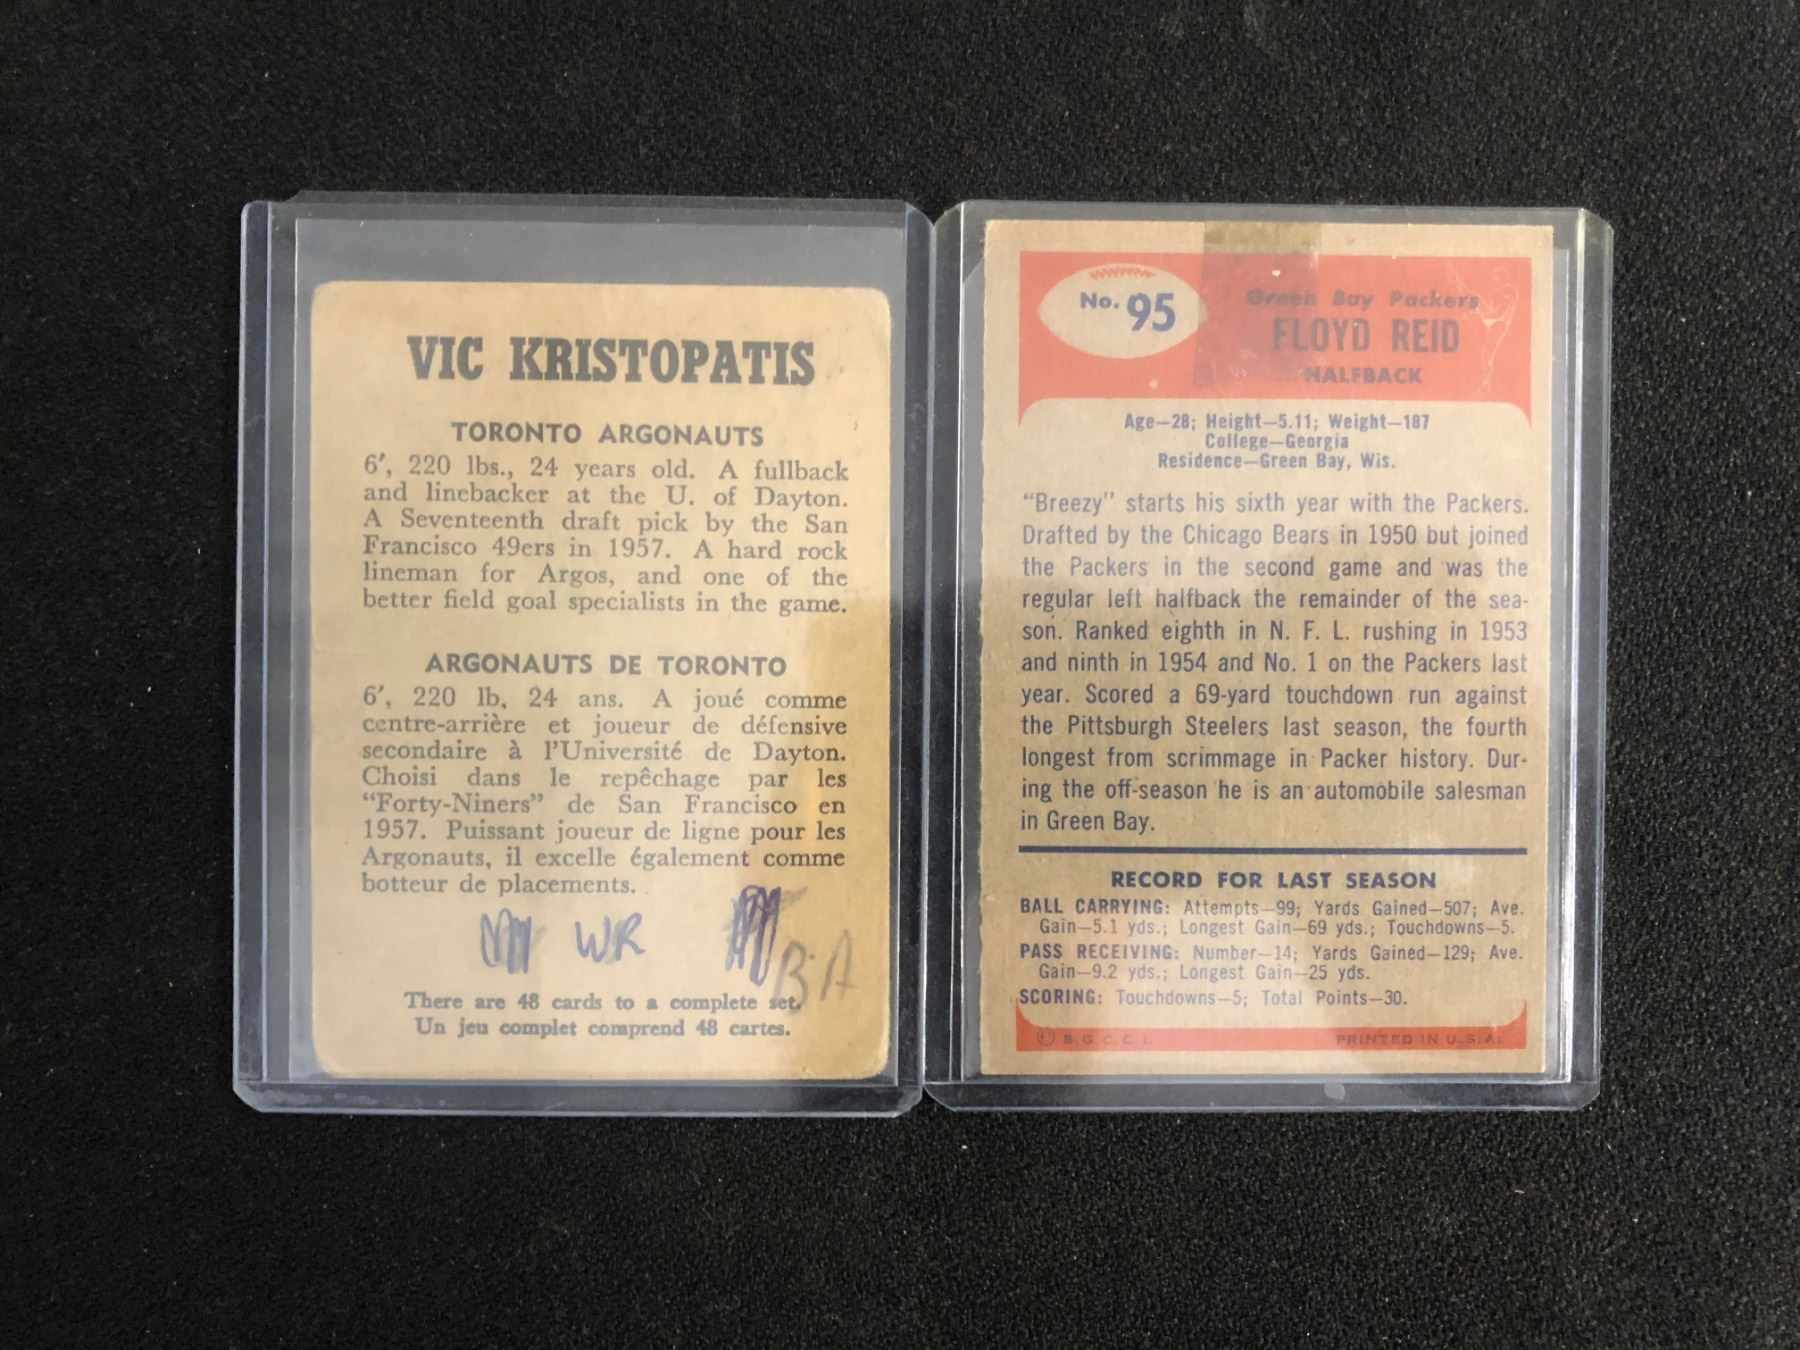 VIC KRISTOPATIS
TORONTO ARGONAUTS
6', 220 lbs., 24 years old. A fullback
and linebacker at the U. of Dayton.
A Seventeenth draft pick by the San
Francisco 49ers in 1957. A hard rock
lineman for Argos, and one of the
better field goal specialists in the game.
ARGONAUTS DE TORONTO
6', 220 lb, 24 ans. A joué comme
centre-arrière et joueur de défensive
secondaire à l'Université de Dayton.
Choisi dans le repêchage par les
"Forty-Niners" de San Francisco en
1957. Puissant joueur de ligne pour les
Argonauts, il excelle également comme
botteur de placements.
WR
B.A
There are 48 cards to a complete set.
Un jeu complet comprend 48 cartes.
No. 95
Green Bay Packers
FLOYD REID
HALFBACK
Age—28; Height—5.11; Weight—187
College—Georgia
Residence—Green Bay, Wis.
"Breezy" starts his sixth year with the Packers.
Drafted by the Chicago Bears in 1950 but joined
the Packers in the second game and was the
regular left halfback the remainder of the sea-
son. Ranked eighth in N. F. L. rushing in 1953
and ninth in 1954 and No. 1 on the Packers last
year. Scored a 69-yard touchdown run against
the Pittsburgh Steelers last season, the fourth
longest from scrimmage in Packer history. Dur-
ing the off-season he is an automobile salesman
in Green Bay.
RECORD FOR LAST SEASON
BALL CARRYING: Attempts—99; Yards Gained—507; Ave.
Gain—5.1 yds.; Longest Gain—69 yds.; Touchdowns—5.
PASS RECEIVING: Number—14; Yards Gained—129; Ave.
Gain—9.2 yds.; Longest Gain—25 yds.
SCORING: Touchdowns—5; Total Points—30.
© B. G. C. C. I.
PRINTED IN U.S.A.